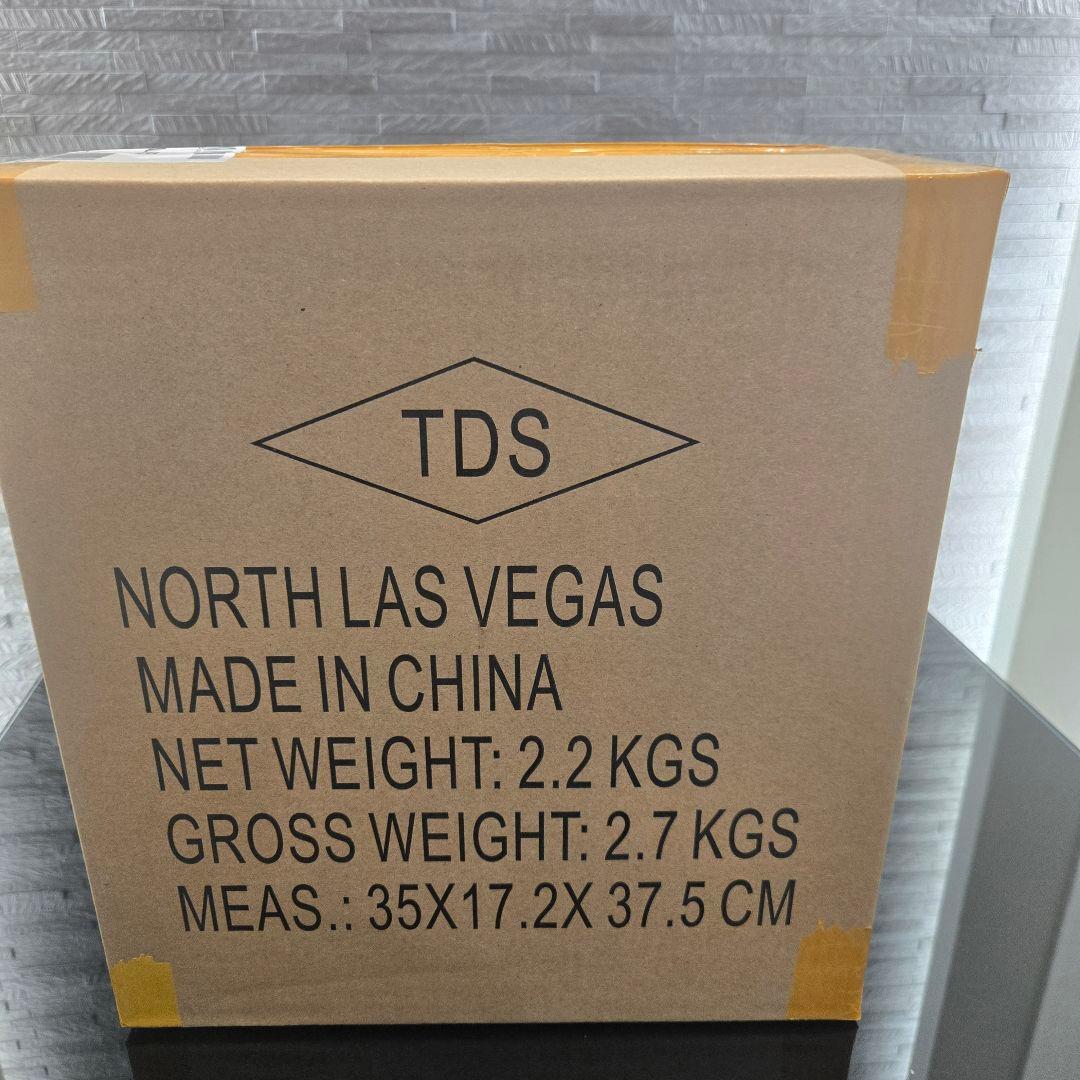 TDS
NORTH LAS VEGAS
MADE IN CHINA
NET WEIGHT: 2.2 KGS
GROSS WEIGHT: 2.7 KGS
MEAS.: 35X17.2X 37.5 CM